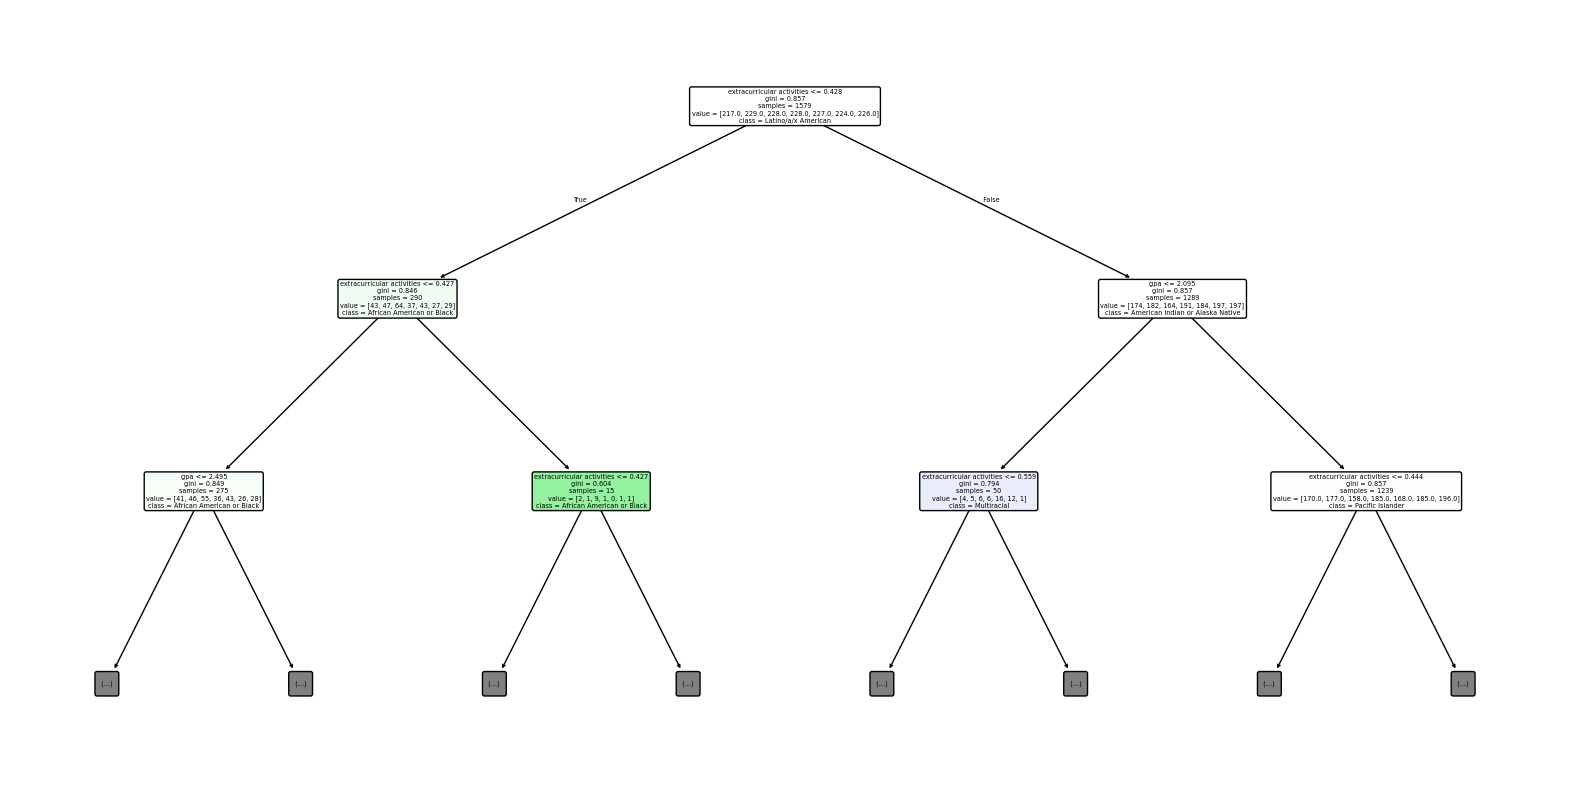 extracurricular activities <= 0.428
gini = 0.857
samples = 1579
value = [217.0, 229.0, 228.0, 228.0, 227.0, 224.0, 226.0]
class = Latino/a/x American
True
False
extracurricular activities <= 0.427
gini = 0.846
samples = 290
value = [43, 47, 64, 37, 43, 27, 29]
class = African American or Black
gpa <= 2.095
gini = 0.857
samples = 1289
value = [174, 182, 164, 191, 184, 197, 197]
class = American Indian or Alaska Native
gpa <= 2.495
gini = 0.849
samples = 275
value = [41, 46, 55, 36, 43, 26, 28]
class = African American or Black
extracurricular activities <= 0.427
gini = 0.604
samples = 15
value = [2, 1, 9, 1, 0, 1, 1]
class = African American or Black
extracurricular activities <= 0.559
gini = 0.794
samples = 50
value = [4, 5, 6, 6, 16, 12, 1]
class = Multiracial
extracurricular activities <= 0.444
gini = 0.857
samples = 1239
value = [170.0, 177.0, 158.0, 185.0, 168.0, 185.0, 196.0]
class = Pacific Islander
(...)
(...)
(...)
(...)
(...)
(...)
(...)
(...)